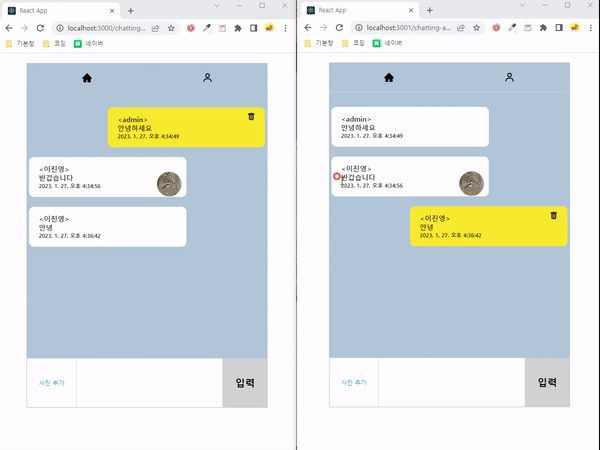 React App
localhost:3000/chatting...
기본창
코딩
네이버
<admin>
안녕하세요
2023. 1. 27. 오후 4:34:49
<이진영>
반갑습니다
2023. 1. 27. 오후 4:34:56
<이진영>
안녕
2023. 1. 27. 오후 4:36:42
사진 추가
입력
React App
localhost:3001/chatting-a...
기본창
코딩
네이버
<admin>
안녕하세요
2023. 1. 27. 오후 4:34:49
<이진영>
반갑습니다
2023. 1. 27. 오후 4:34:56
<이진영>
안녕
2023. 1. 27. 오후 4:36:42
사진 추가
입력